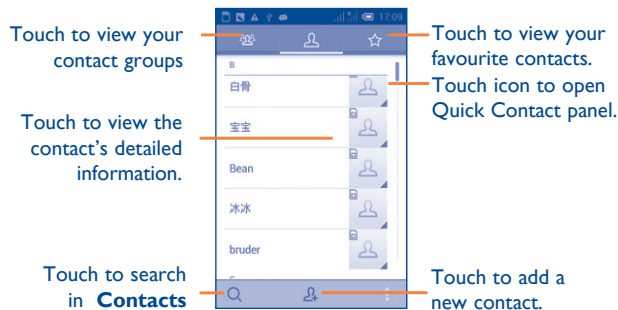 17:09
Touch to view your
contact groups
Touch to view your
favourite contacts.
Touch icon to open
Quick Contact panel.
B
白骨
宝宝
Touch to view the
contact's detailed
information.
Bean
冰冰
bruder
Touch to search
in Contacts
Touch to add a
new contact.